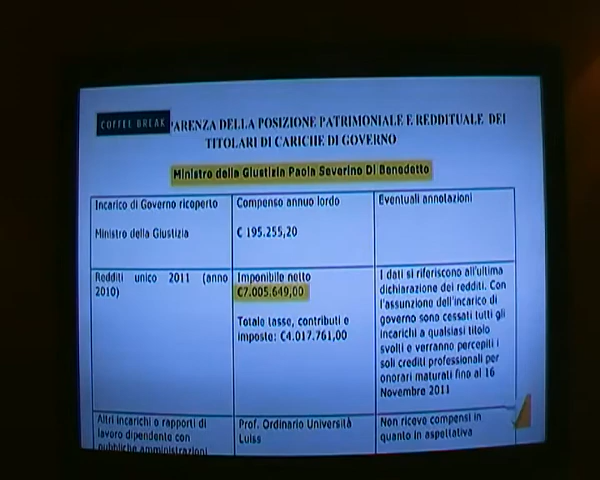 COFFEE BREAK
'ARENZA DELLA POSIZIONE PATRIMONIALE E REDDITUALE DEI
TITOLARI DI CARICHE DI GOVERNO
Ministro della Giustizia Paola Severino Di Benedetto
Incarico di Governo ricoperto
Ministro della Giustizia
Compenso annuo lordo
€ 195.255,20
Eventuali annotazioni
Redditi unico 2011 (anno
2010)
Imponibile netto
€7.005.649,00
Totale tasse, contributi e
imposte: €4.017.761,00
I dati si riferiscono all'ultima
dichiarazione dei redditi. Con
l'assunzione dell'incarico di
governo sono cessati tutti gli
incarichi a qualsiasi titolo
svolti e verranno percepiti i
soli crediti professionali per
onorari maturati fino al 16
Novembre 2011
Altri incarichi o rapporti di
lavoro dipendente con
pubbliche amministrazioni
Prof. Ordinario Università
Luiss
Non riceve compensi in
quanto in aspettativa